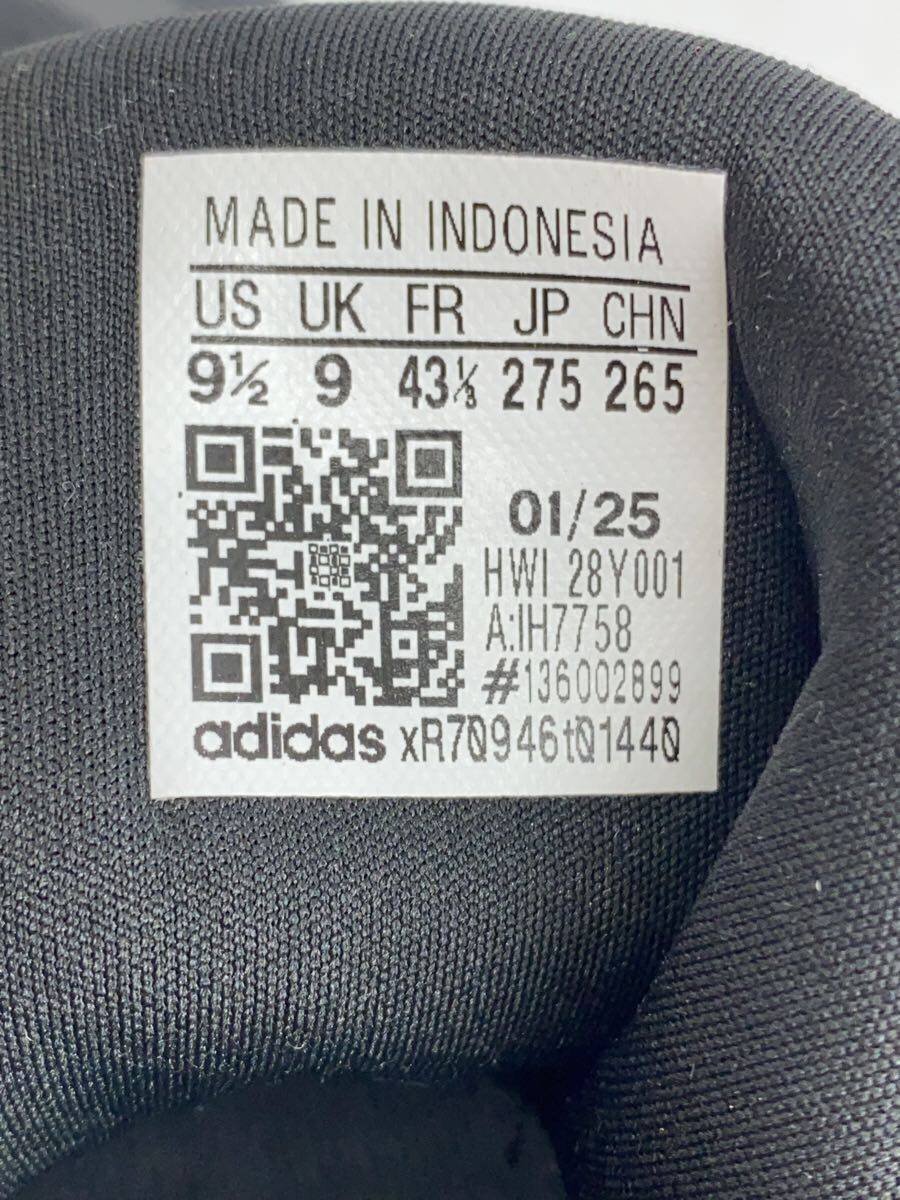 MADE IN INDONESIA
US UK FR JP CHN
9½ 9 43⅓ 275 265
01/25
HWI 28Y001
A:IH7758
#136002899
adidas xR70946t01440